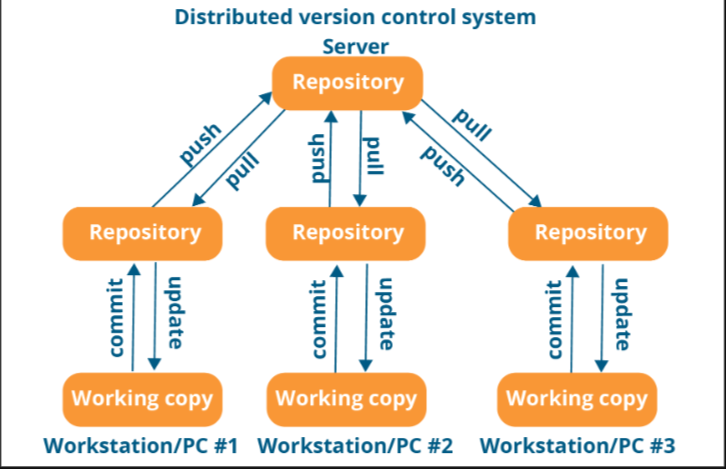 Distributed version control system
Server
Repository
push
pull
push
pull
push
pull
Repository
Repository
Repository
commit
update
commit
update
commit
update
Working copy
Working copy
Working copy
Workstation/PC #1
Workstation/PC #2
Workstation/PC #3